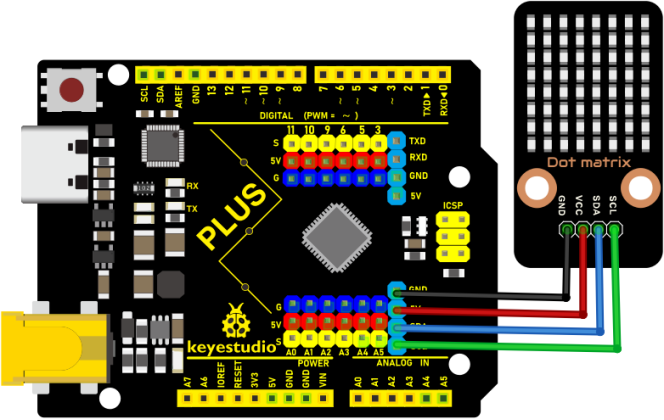 SCL
SDA
AREF
GND
13
12
~11
~10
~9
8
7
~6
~5
4
~3
2
TXD▶1
RXD◀0
DIGITAL (PWM = ~)
11 10 9 6 5 3
S
5V
G
TXD
RXD
GND
5V
RX
TX
PLUS
ICSP
Dot matrix
GND
VCC
SDA
SCL
GND
G
5V
S
A0 A1 A2 A3 A4 A5
keyestudio
POWER
ANALOG IN
A7
A6
IOREF
RESET
3V3
5V
GND
GND
VIN
A0
A1
A2
A3
A4
A5